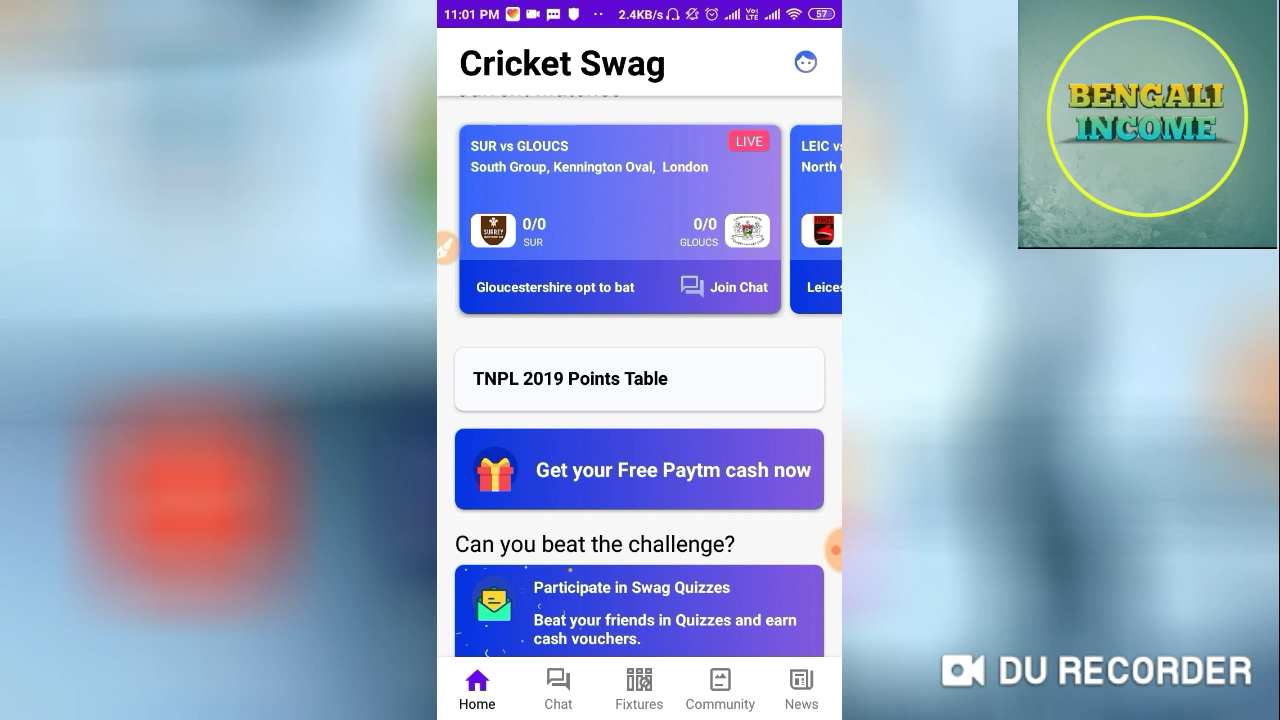 11:01 PM
2.4KB/s
57
Cricket Swag
BENGALI
INCOME
SUR vs GLOUCS
LIVE
South Group, Kennington Oval, London
0/0
SUR
0/0
GLOUCS
Gloucestershire opt to bat
Join Chat
LEIC vs
North
Leices
TNPL 2019 Points Table
Get your Free Paytm cash now
Can you beat the challenge?
Participate in Swag Quizzes
Beat your friends in Quizzes and earn
cash vouchers.
Home
Chat
Fixtures
Community
News
DU RECORDER